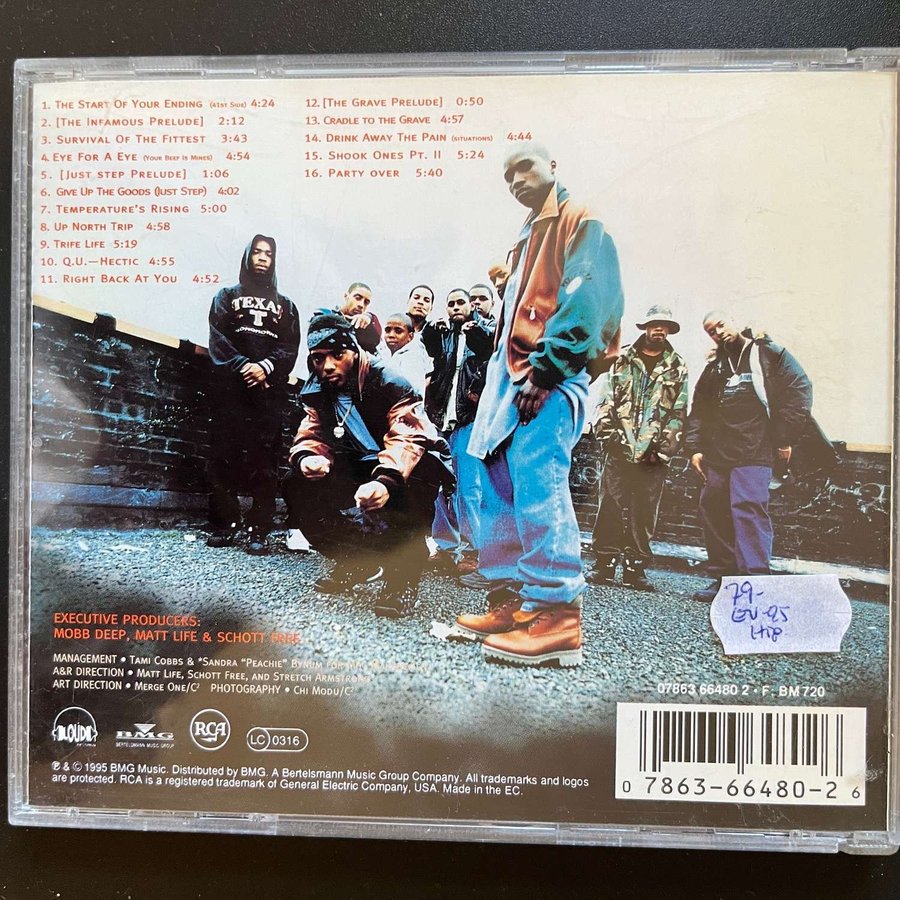 1. The Start Of Your Ending (41st Side) 4:24
2. [The Infamous Prelude] 2:12
3. Survival Of The Fittest 3:43
4. Eye For A Eye (Your Beef Is Mines) 4:54
5. [Just step Prelude] 1:06
6. Give Up The Goods (Just Step) 4:02
7. Temperature's Rising 5:00
8. Up North Trip 4:58
9. Trife Life 5:19
10. Q.U.—Hectic 4:55
11. Right Back At You 4:52
12. [The Grave Prelude] 0:50
13. Cradle to the Grave 4:57
14. Drink Away The Pain (situations) 4:44
15. Shook Ones Pt. II 5:24
16. Party over 5:40
TEXAS
T
79-
EU-95
Executive Producers:
Mobb Deep, Matt Life & Schott Free
Management • Tami Cobbs & *Sandra "Peachie" Bynum for
A&R Direction • Matt Life, Schott Free, and Stretch Armstrong
Art Direction • Merge One/C² Photography • Chi Modu/C²
07863 66480 2 • F: BM 720
LOUD
BMG
BERTELSMANN MUSIC GROUP
RCA
LC 0316
℗ & © 1995 BMG Music. Distributed by BMG. A Bertelsmann Music Group Company. All trademarks and logos
are protected. RCA is a registered trademark of General Electric Company, USA. Made in the EC.
0 7863-66480-2 6